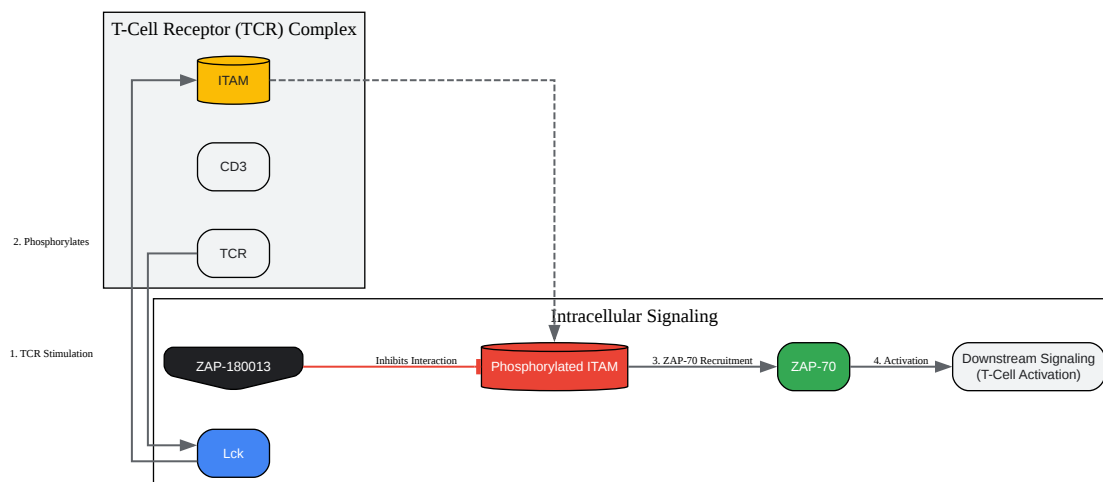 T-Cell Receptor (TCR) Complex
ITAM
CD3
2. Phosphorylates
TCR
Intracellular Signaling
1. TCR Stimulation
ZAP-180013
Inhibits Interaction
Phosphorylated ITAM
3. ZAP-70 Recruitment
ZAP-70
4. Activation
Downstream Signaling
(T-Cell Activation)
Lck